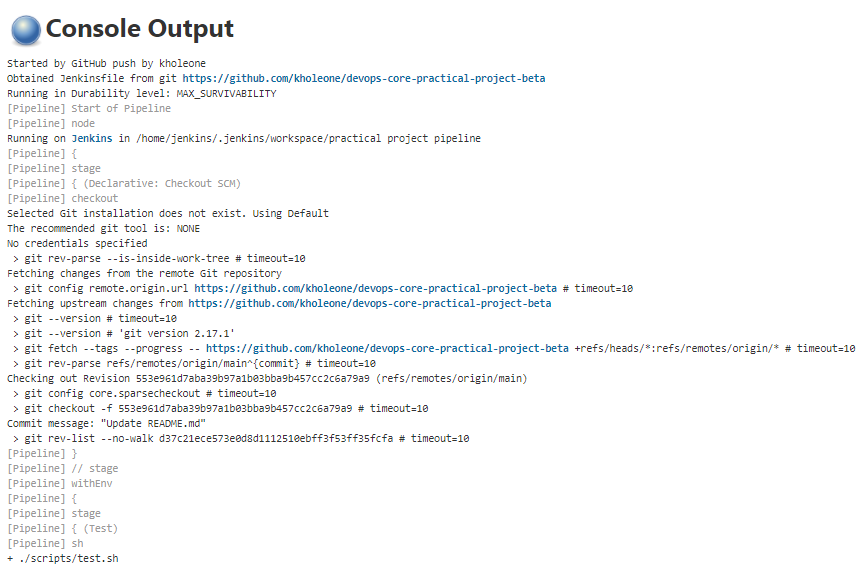 Console Output
Started by GitHub push by kholeone
Obtained Jenkinsfile from git https://github.com/kholeone/devops-core-practical-project-beta
Running in Durability level: MAX_SURVIVABILITY
[Pipeline] Start of Pipeline
[Pipeline] node
Running on Jenkins in /home/jenkins/.jenkins/workspace/practical project pipeline
[Pipeline] {
[Pipeline] stage
[Pipeline] { (Declarative: Checkout SCM)
[Pipeline] checkout
Selected Git installation does not exist. Using Default
The recommended git tool is: NONE
No credentials specified
 > git rev-parse --is-inside-work-tree # timeout=10
Fetching changes from the remote Git repository
 > git config remote.origin.url https://github.com/kholeone/devops-core-practical-project-beta # timeout=10
Fetching upstream changes from https://github.com/kholeone/devops-core-practical-project-beta
 > git --version # timeout=10
 > git --version # 'git version 2.17.1'
 > git fetch --tags --progress -- https://github.com/kholeone/devops-core-practical-project-beta +refs/heads/*:refs/remotes/origin/* # timeout=10
 > git rev-parse refs/remotes/origin/main^{commit} # timeout=10
Checking out Revision 553e961d7aba39b97a1b03bba9b457cc2c6a79a9 (refs/remotes/origin/main)
 > git config core.sparsecheckout # timeout=10
 > git checkout -f 553e961d7aba39b97a1b03bba9b457cc2c6a79a9 # timeout=10
Commit message: "Update README.md"
 > git rev-list --no-walk d37c21ece573e0d8d1112510ebff3f53ff35fcfa # timeout=10
[Pipeline] }
[Pipeline] // stage
[Pipeline] withEnv
[Pipeline] {
[Pipeline] stage
[Pipeline] { (Test)
[Pipeline] sh
+ ./scripts/test.sh